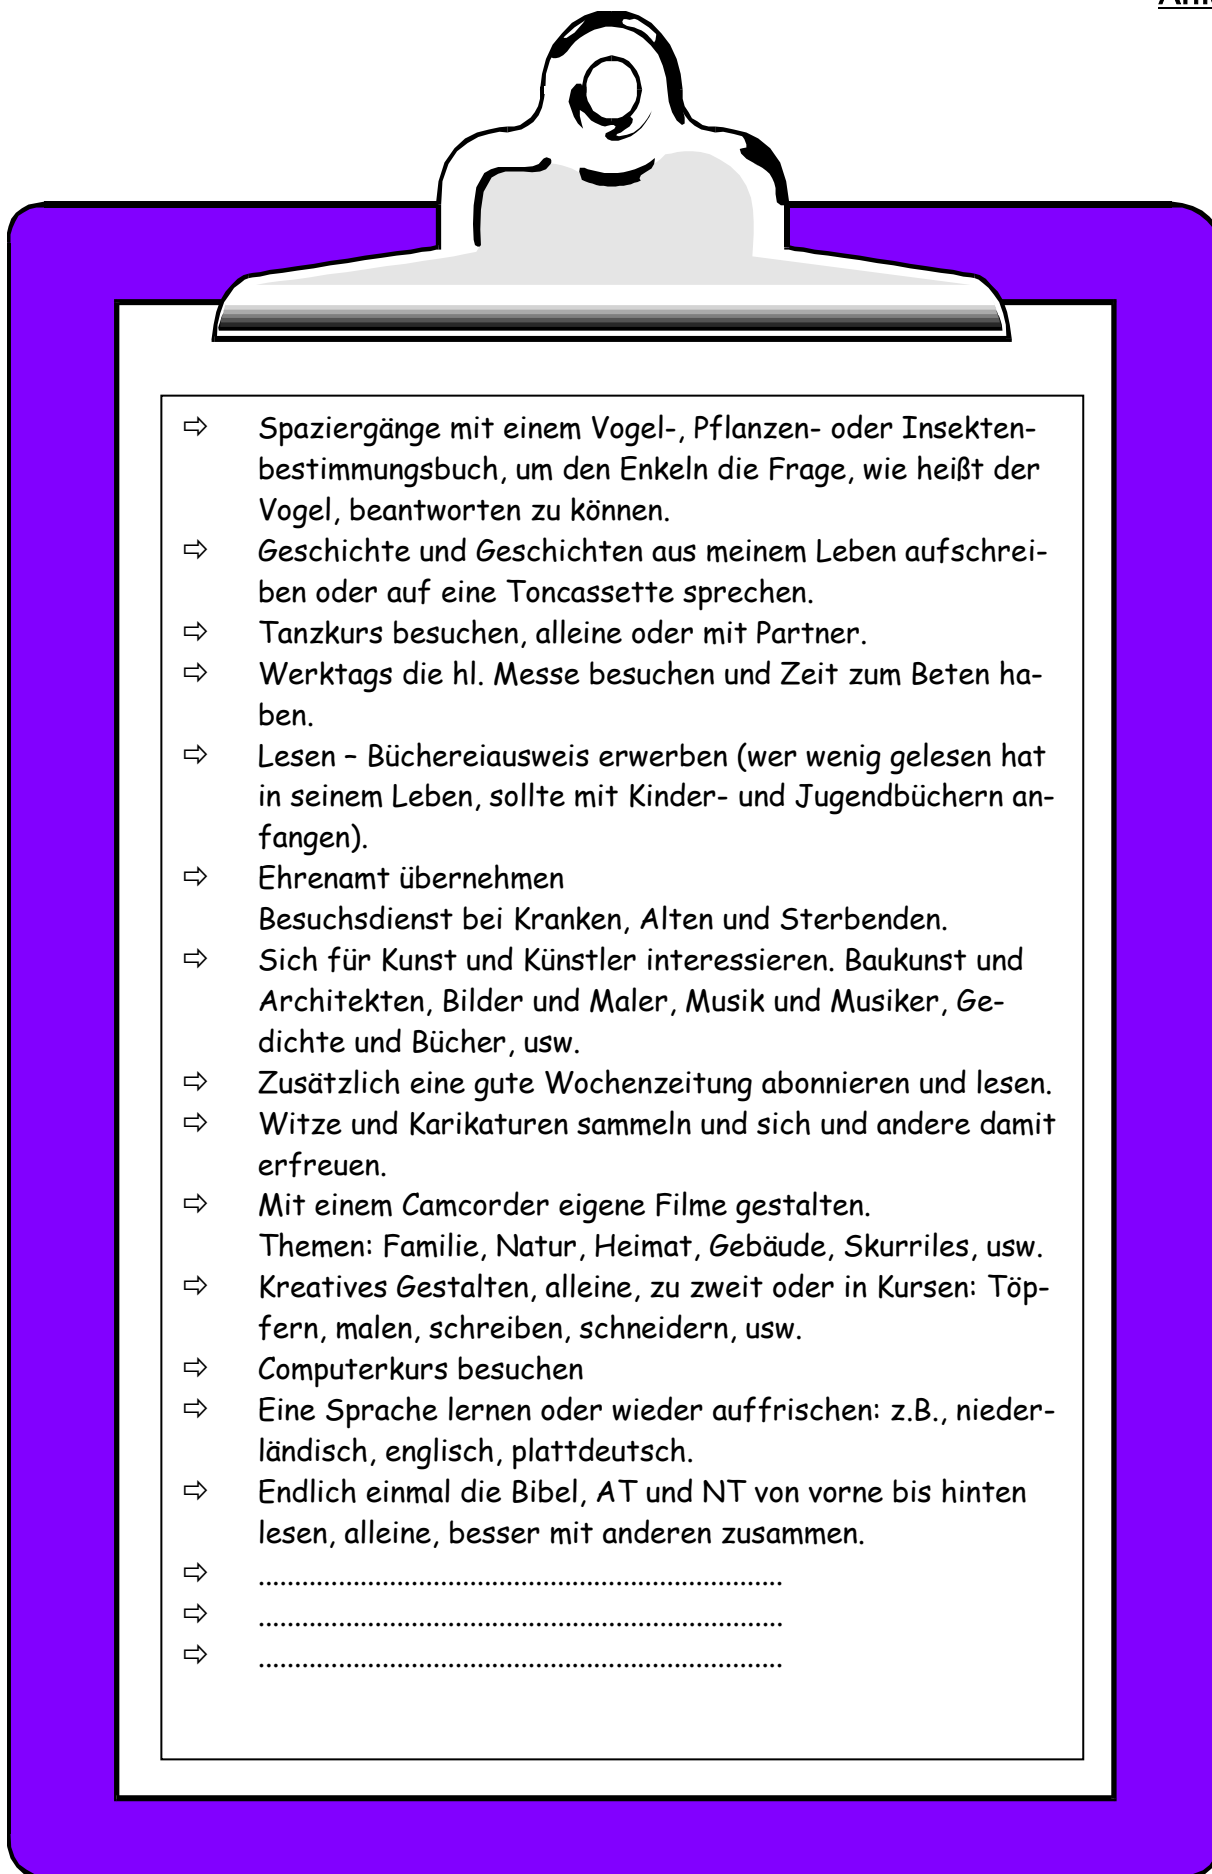 ⇨ Spaziergänge mit einem Vogel-, Pflanzen- oder Insekten-
bestimmungsbuch, um den Enkeln die Frage, wie heißt der
Vogel, beantworten zu können.
⇨ Geschichte und Geschichten aus meinem Leben aufschrei-
ben oder auf eine Toncassette sprechen.
⇨ Tanzkurs besuchen, alleine oder mit Partner.
⇨ Werktags die hl. Messe besuchen und Zeit zum Beten ha-
ben.
⇨ Lesen – Büchereiausweis erwerben (wer wenig gelesen hat
in seinem Leben, sollte mit Kinder- und Jugendbüchern an-
fangen).
⇨ Ehrenamt übernehmen
Besuchsdienst bei Kranken, Alten und Sterbenden.
⇨ Sich für Kunst und Künstler interessieren. Baukunst und
Architekten, Bilder und Maler, Musik und Musiker, Ge-
dichte und Bücher, usw.
⇨ Zusätzlich eine gute Wochenzeitung abonnieren und lesen.
⇨ Witze und Karikaturen sammeln und sich und andere damit
erfreuen.
⇨ Mit einem Camcorder eigene Filme gestalten.
Themen: Familie, Natur, Heimat, Gebäude, Skurriles, usw.
⇨ Kreatives Gestalten, alleine, zu zweit oder in Kursen: Töp-
fern, malen, schreiben, schneidern, usw.
⇨ Computerkurs besuchen
⇨ Eine Sprache lernen oder wieder auffrischen: z.B., nieder-
ländisch, englisch, plattdeutsch.
⇨ Endlich einmal die Bibel, AT und NT von vorne bis hinten
lesen, alleine, besser mit anderen zusammen.
⇨ ........................................................................
⇨ ........................................................................
⇨ ........................................................................